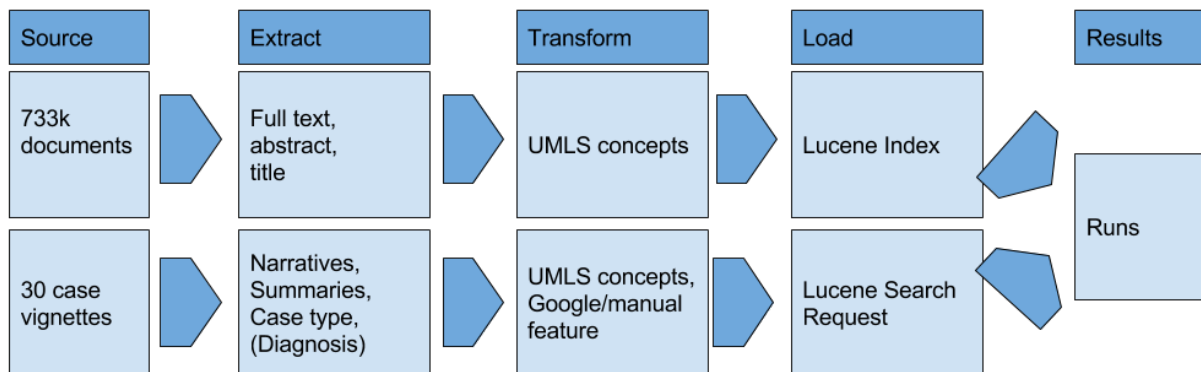 Source
Extract
Transform
Load
Results
733k
documents
Full text,
abstract,
title
UMLS concepts
Lucene Index
Runs
30 case
vignettes
Narratives,
Summaries,
Case type,
(Diagnosis)
UMLS concepts,
Google/manual
feature
Lucene Search
Request